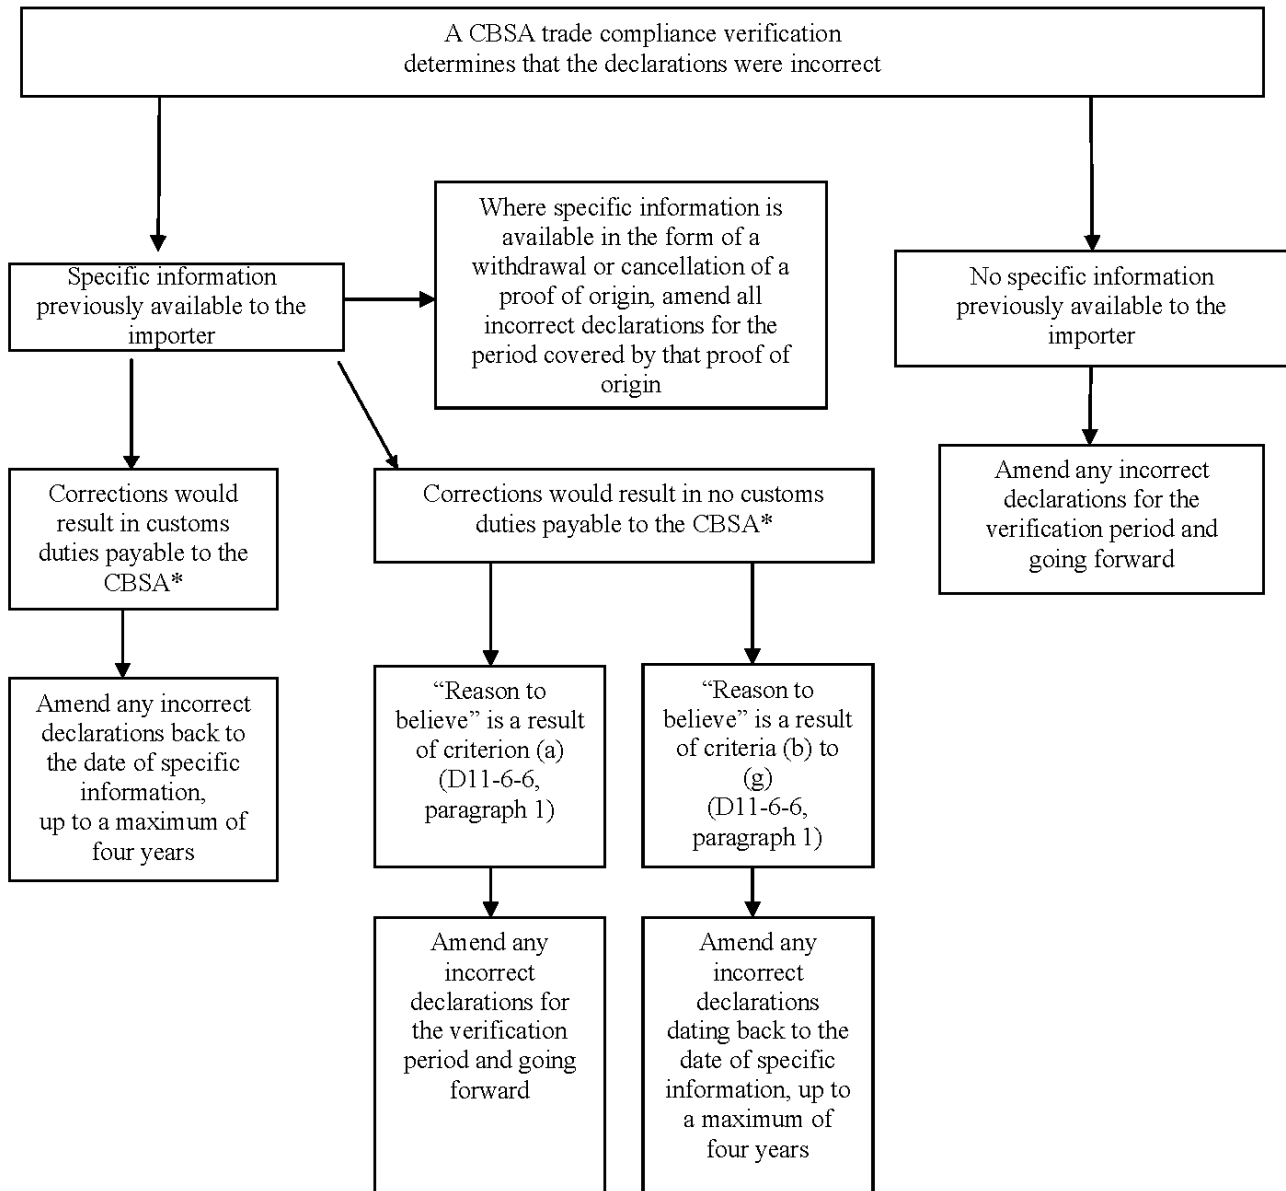 A CBSA trade compliance verification
determines that the declarations were incorrect
Where specific information is
available in the form of a
withdrawal or cancellation of a
proof of origin, amend all
incorrect declarations for the
period covered by that proof of
origin
Specific information
previously available to the
importer
No specific information
previously available to the
importer
Corrections would
result in customs
duties payable to the
CBSA*
Corrections would result in no customs
duties payable to the CBSA*
Amend any incorrect
declarations for the
verification period and
going forward
Amend any incorrect
declarations back to
the date of specific
information,
up to a maximum of
four years
“Reason to
believe” is a result
of criterion (a)
(D11-6-6,
paragraph 1)
“Reason to
believe” is a result
of criteria (b) to
(g)
(D11-6-6,
paragraph 1)
Amend any
incorrect
declarations for
the verification
period and going
forward
Amend any
incorrect
declarations
dating back to the
date of specific
information, up to
a maximum of
four years